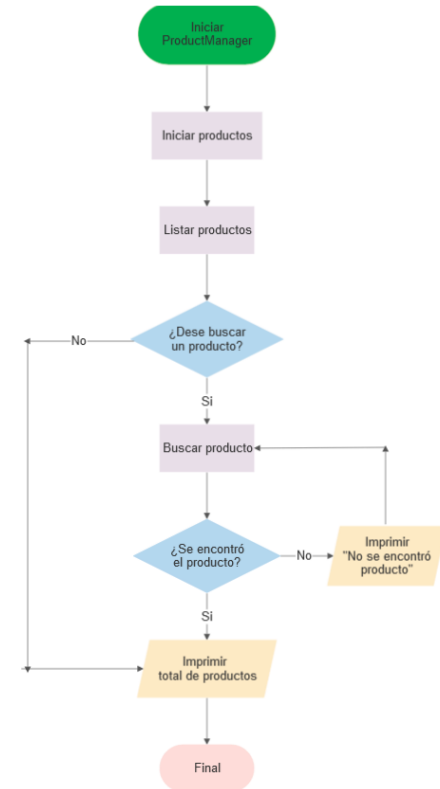 Iniciar
ProductManager
Iniciar productos
Listar productos
¿Dese buscar
un producto?
No
Si
Buscar producto
¿Se encontró
el producto?
No
Imprimir
"No se encontró
producto"
Si
Imprimir
total de productos
Final